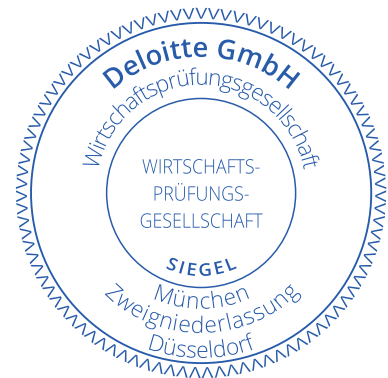 Deloitte GmbH
Wirtschaftsprüfungsgesellschaft
WIRTSCHAFTS-
PRÜFUNGS-
GESELLSCHAFT
SIEGEL
München
Zweigniederlassung
Düsseldorf